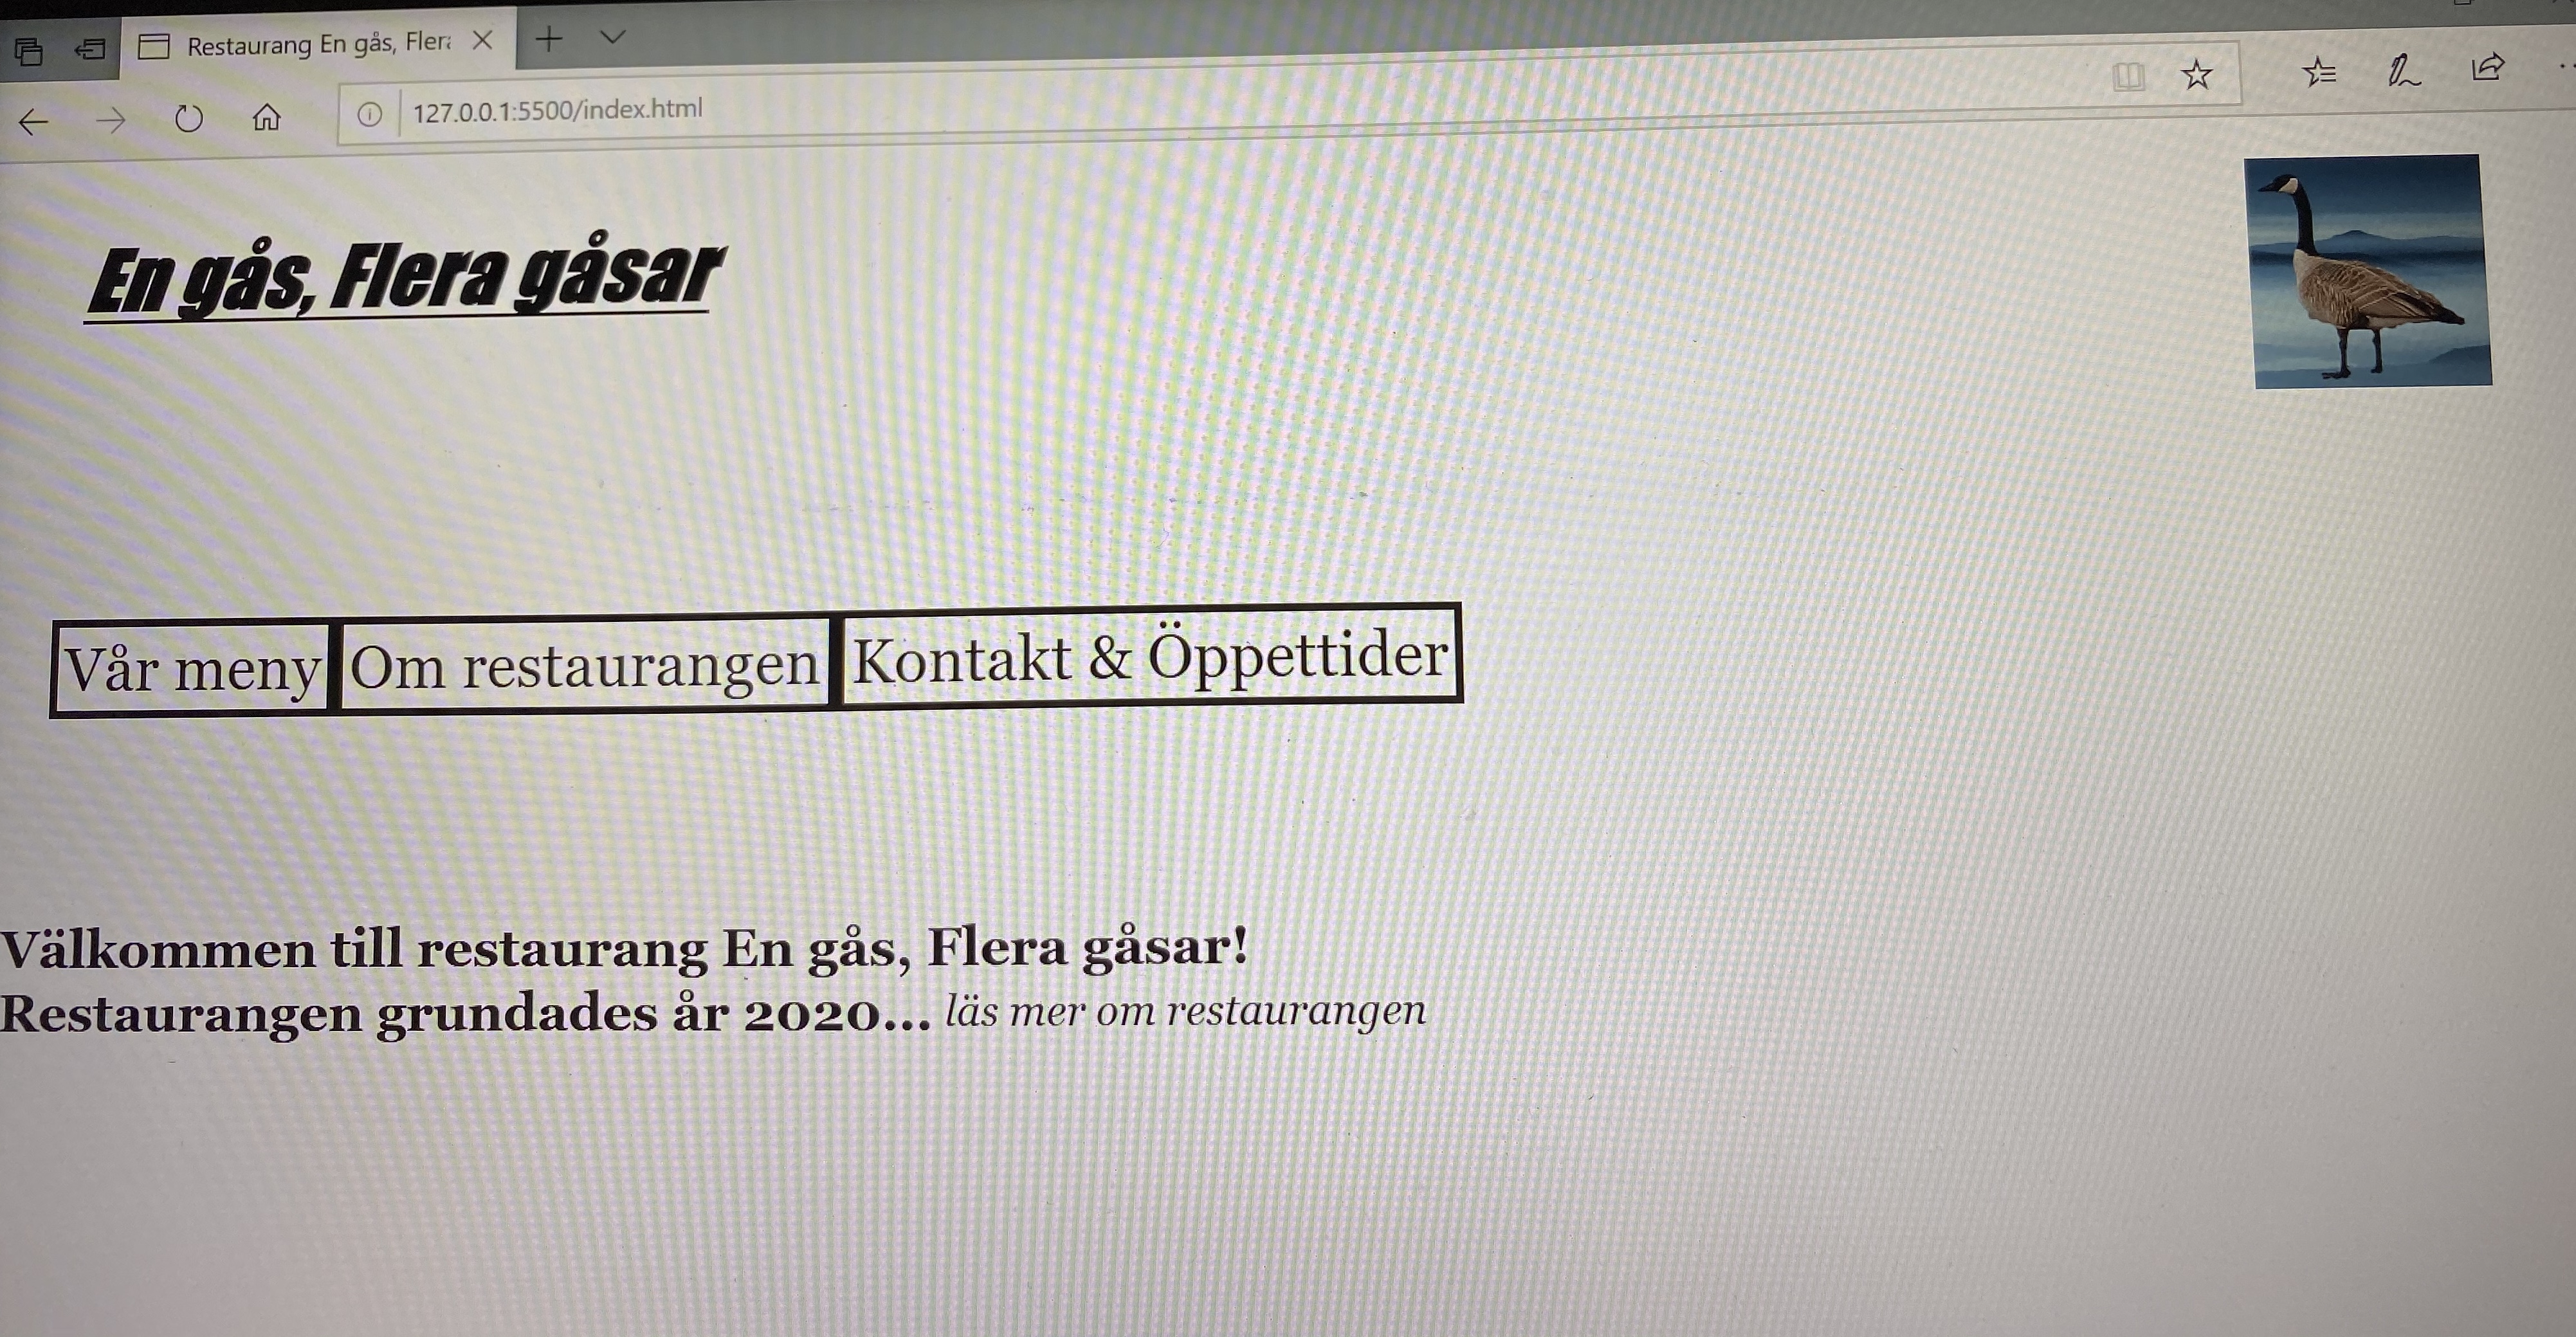 Restaurang En gås, Fler
127.0.0.1:5500/index.html
En gås, Flera gåsar
Vår meny Om restaurangen Kontakt & Öppettider
Välkommen till restaurang En gås, Flera gåsar!
Restaurangen grundades år 2020... läs mer om restaurangen